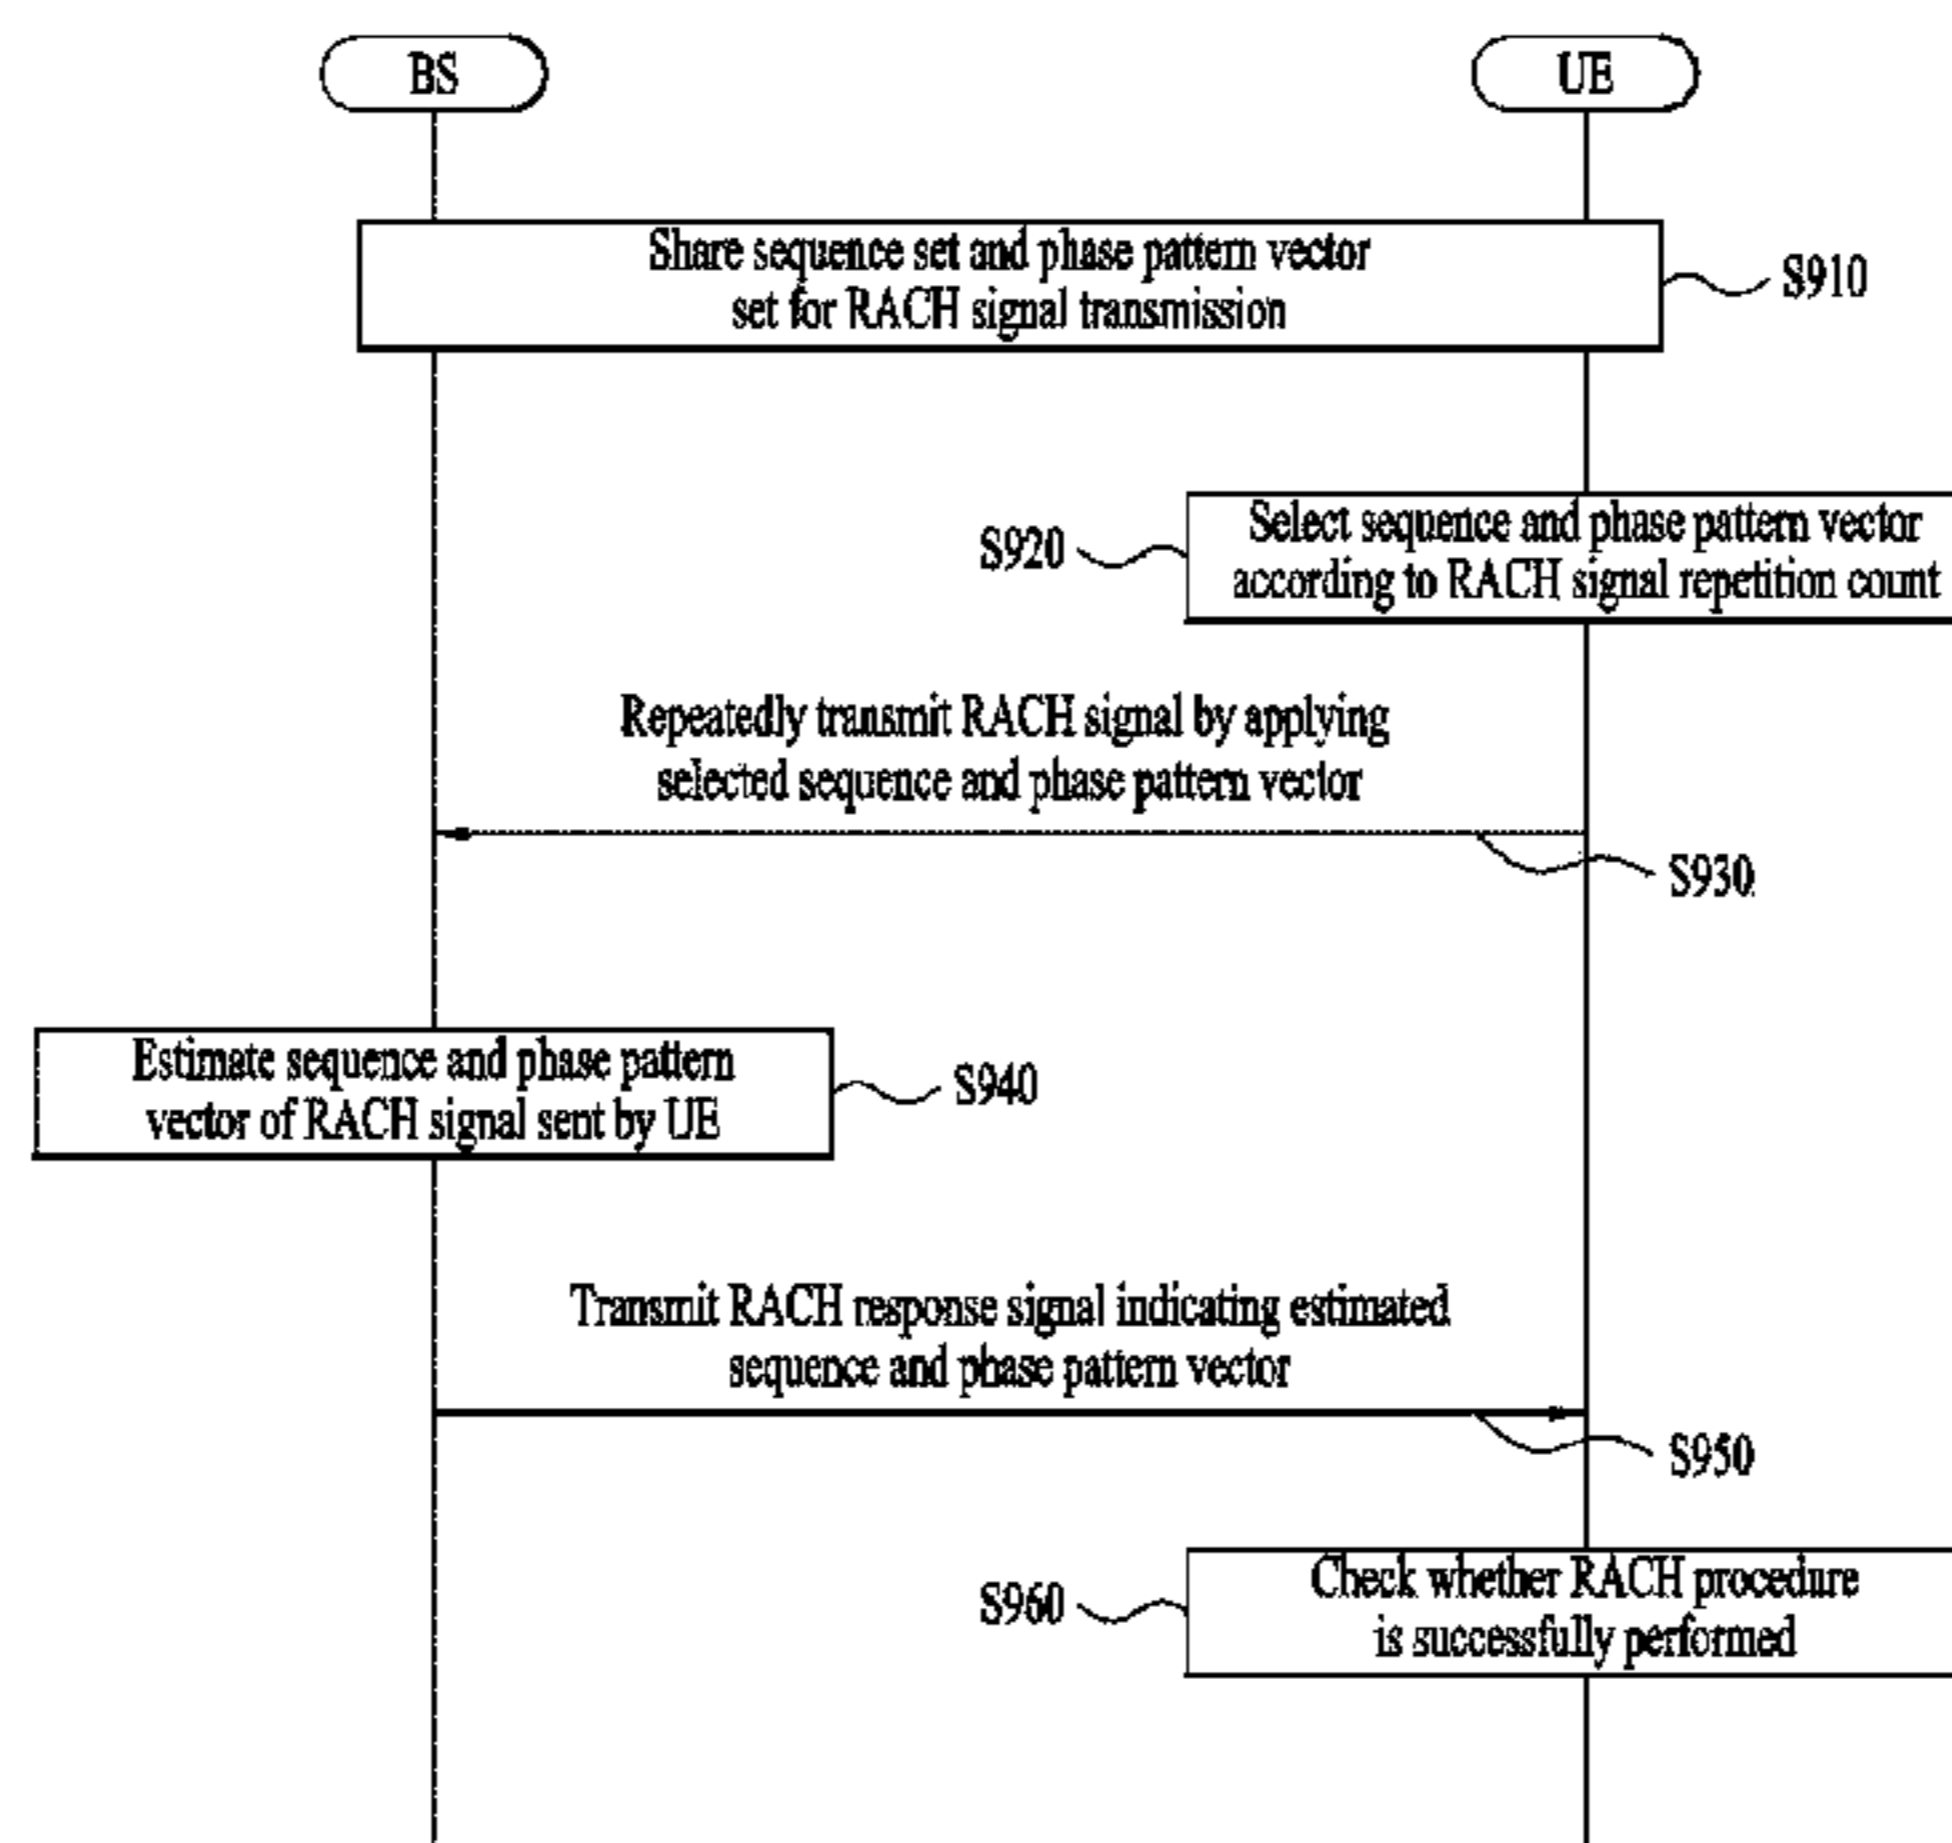 BS
UE
Share sequence set and phase pattern vector
set for RACH signal transmission
S910
Select sequence and phase pattern vector
according to RACH signal repetition count
S920
Repeatedly transmit RACH signal by applying
selected sequence and phase pattern vector
S930
Estimate sequence and phase pattern
vector of RACH signal sent by UE
S940
Transmit RACH response signal indicating estimated
sequence and phase pattern vector
S950
Check whether RACH procedure
is successfully performed
S960